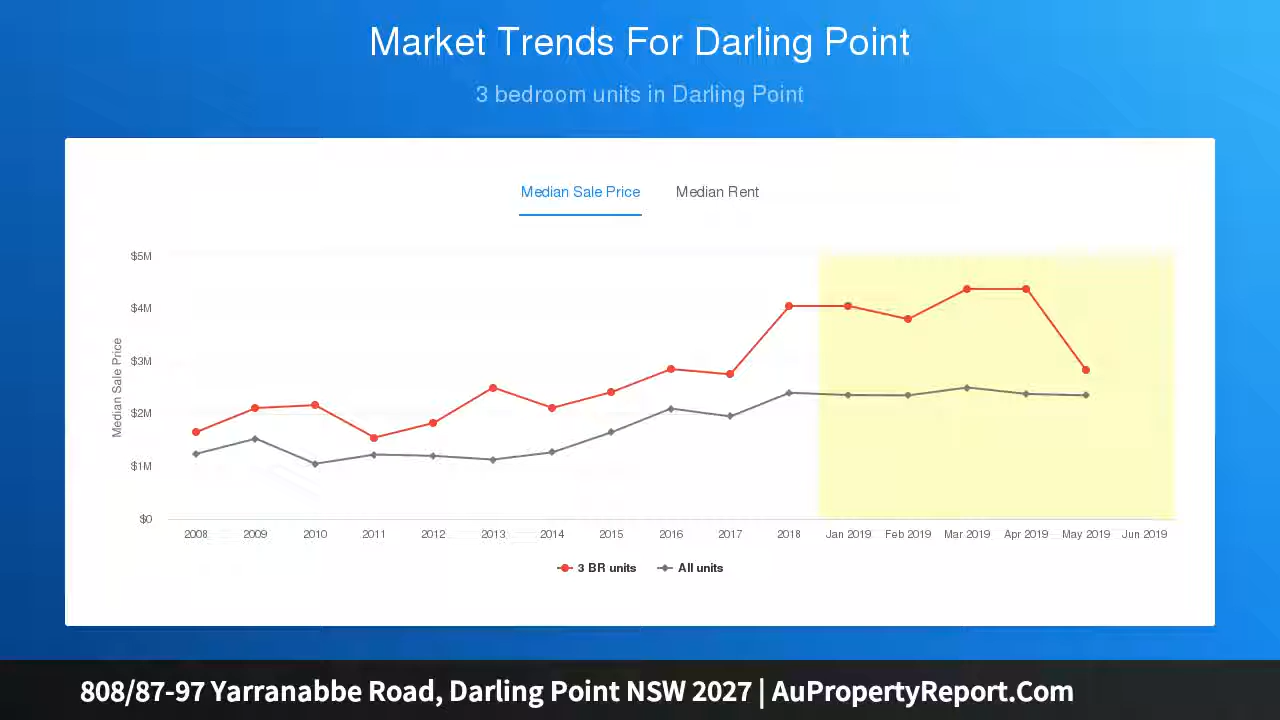 Market Trends For Darling Point
3 bedroom units in Darling Point
Median Sale Price Median Rent
Median Sale Price
$5M
$4M
$3M
$2M
$1M
$0
2008 2009 2010 2011 2012 2013 2014 2015 2016 2017 2018 Jan 2019 Feb 2019 Mar 2019 Apr 2019 May 2019 Jun 2019
3 BR units All units
808/87-97 Yarranabbe Road, Darling Point NSW 2027 | AuPropertyReport.Com